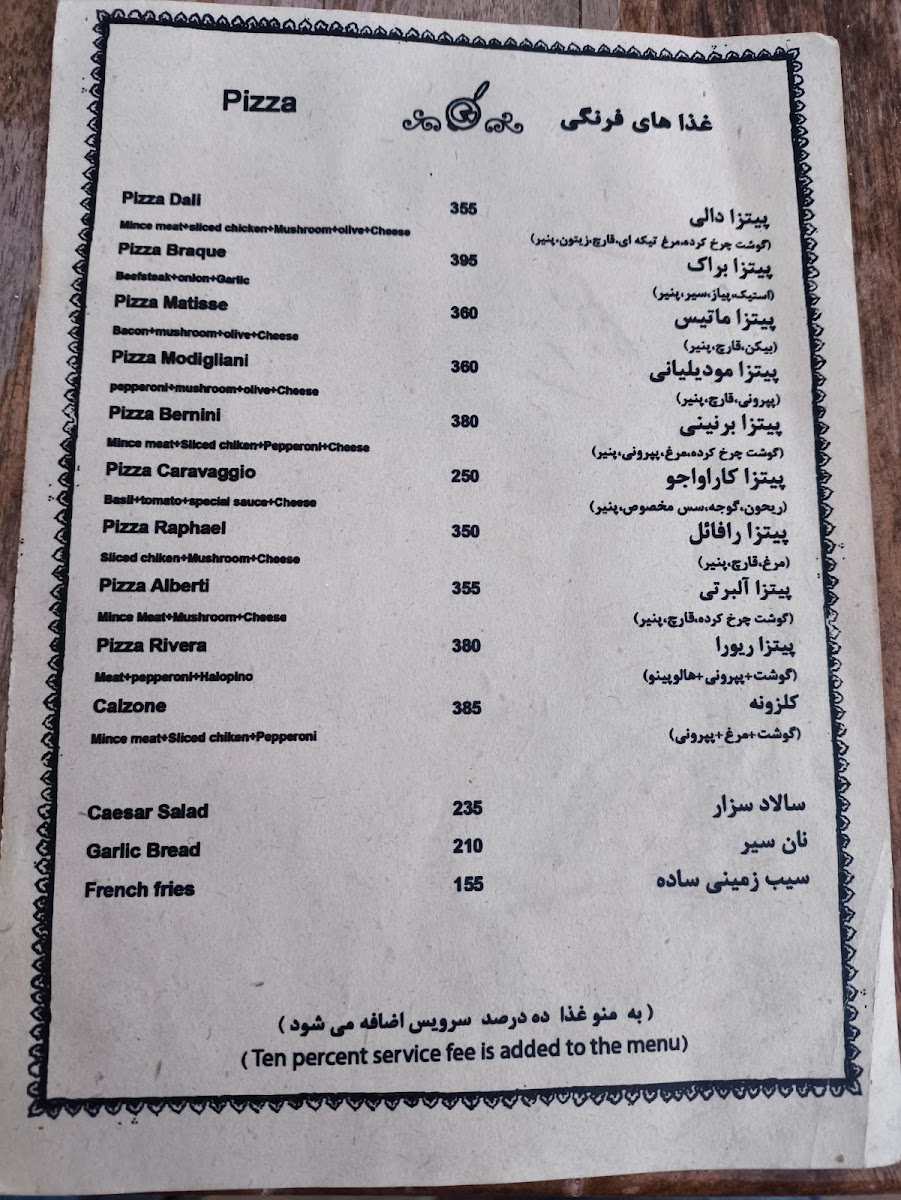 Pizza غذا های فرنگی
Pizza Dali 355 پیتزا دالی
Mince meat+sliced chicken+Mushroom+olive+Cheese (گوشت چرخ کرده،مرغ تیکه ای،قارچ،زیتون،پنیر)
Pizza Braque 395 پیتزا براک
Beefsteak+onion+Garlic (استیک،پیاز،سیر،پنیر)
Pizza Matisse 360 پیتزا ماتیس
Bacon+mushroom+olive+Cheese (بیکن،قارچ،پنیر)
Pizza Modigliani 360 پیتزا مودیلیانی
pepperoni+mushroom+olive+Cheese (پپرونی،قارچ،پنیر)
Pizza Bernini 380 پیتزا برنینی
Mince meat+Sliced chiken+Pepperoni+Cheese (گوشت چرخ کرده،مرغ،پپرونی،پنیر)
Pizza Caravaggio 250 پیتزا کاراواجو
Basil+tomato+special sauce+Cheese (ریحون،گوجه،سس مخصوص،پنیر)
Pizza Raphael 350 پیتزا رافائل
Sliced chiken+Mushroom+Cheese (مرغ،قارچ،پنیر)
Pizza Alberti 355 پیتزا آلبرتی
Mince Meat+Mushroom+Cheese (گوشت چرخ کرده،قارچ،پنیر)
Pizza Rivera 380 پیتزا ریورا
Meat+pepperoni+Halopino (گوشت+پپرونی+هالوپینو)
Calzone 385 کلزونه
Mince meat+Sliced chiken+Pepperoni (گوشت+مرغ+پپرونی)
Caesar Salad 235 سالاد سزار
Garlic Bread 210 نان سیر
French fries 155 سیب زمینی ساده
( به منو غذا ده درصد سرویس اضافه می شود )
( Ten percent service fee is added to the menu)